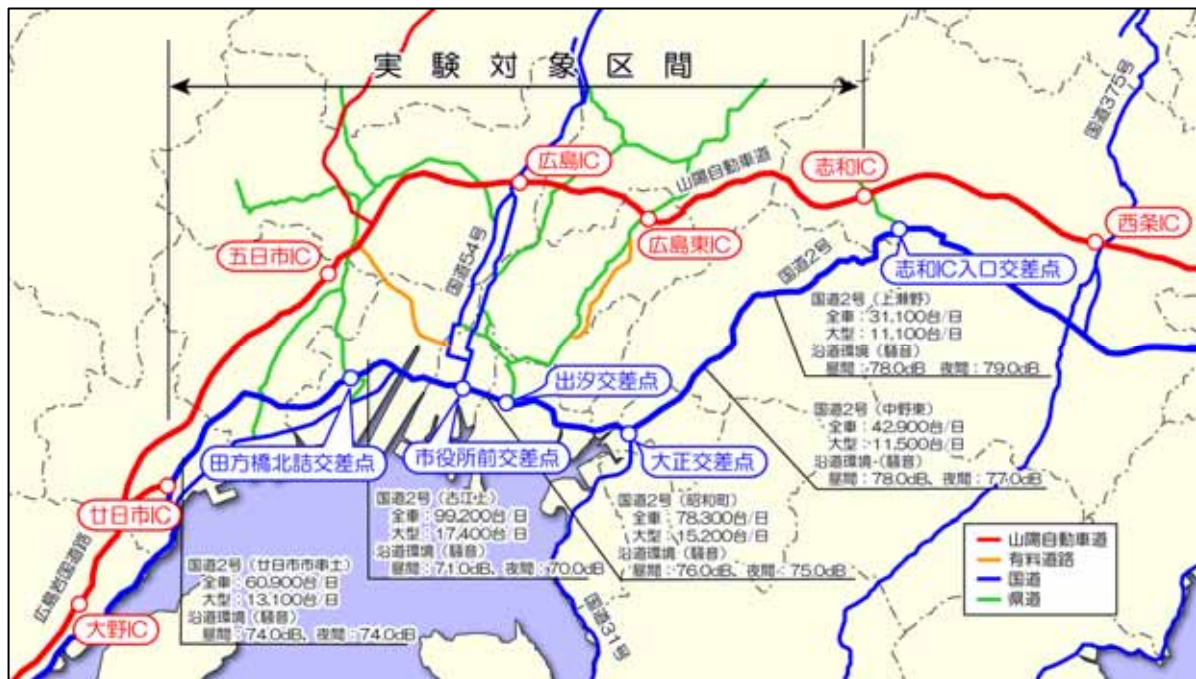 実験対象区間
国道375号
広島IC
山陽自動車道
志和IC
西条IC
広島東IC
五日市IC
国道54号
国道2号
志和IC入口交差点
国道2号（上瀬野）
全車：31,100台/日
大型：11,100台/日
沿道環境（騒音）
昼間：78.0dB　夜間：79.0dB
出汐交差点
国道2号（中野東）
全車：42,900台/日
大型：11,500台/日
沿道環境（騒音）
昼間：78.0dB、夜間：77.0dB
田方橋北詰交差点
市役所前交差点
大正交差点
廿日市IC
国道2号（古江上）
全車：99,200台/日
大型：17,400台/日
沿道環境（騒音）
昼間：71.0dB、夜間：70.0dB
国道2号（昭和町）
全車：78,300台/日
大型：15,200台/日
沿道環境（騒音）
昼間：76.0dB、夜間：75.0dB
広島岩国道路
国道2号（廿日市市串土）
全車：60,900台/日
大型：13,100台/日
沿道環境（騒音）
昼間：74.0dB、夜間：74.0dB
大野IC
国道31号
山陽自動車道
有料道路
国道
県道